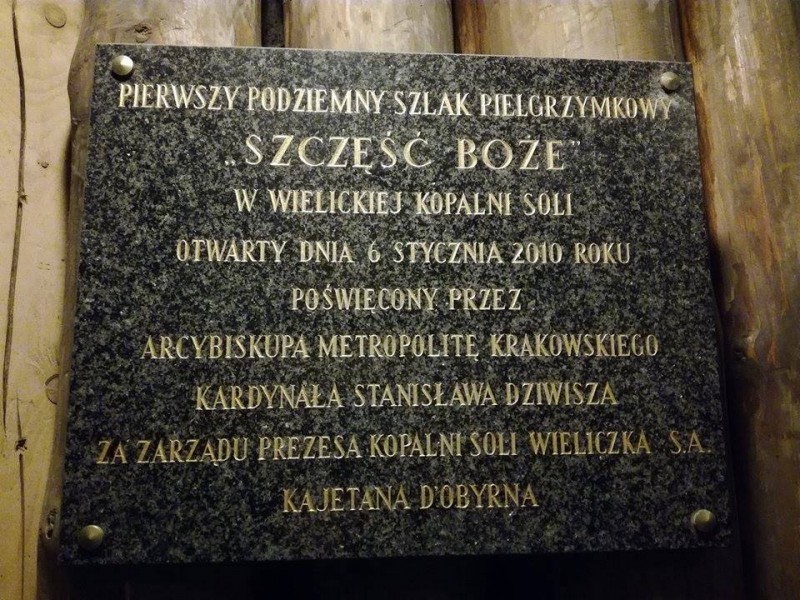 PIERWSZY PODZIEMNY SZLAK PIELGRZYMKOWY
„SZCZĘŚĆ BOŻE”
W WIELICKIEJ KOPALNI SOLI
OTWARTY DNIA 6 STYCZNIA 2010 ROKU
POŚWIĘCONY PRZEZ
ARCYBISKUPA METROPOLITĘ KRAKOWSKIEGO
KARDYNAŁA STANISŁAWA DZIWISZA
ZA ZARZĄDU PREZESA KOPALNI SOLI WIELICZKA S.A.
KAJETANA D'OBYRNA